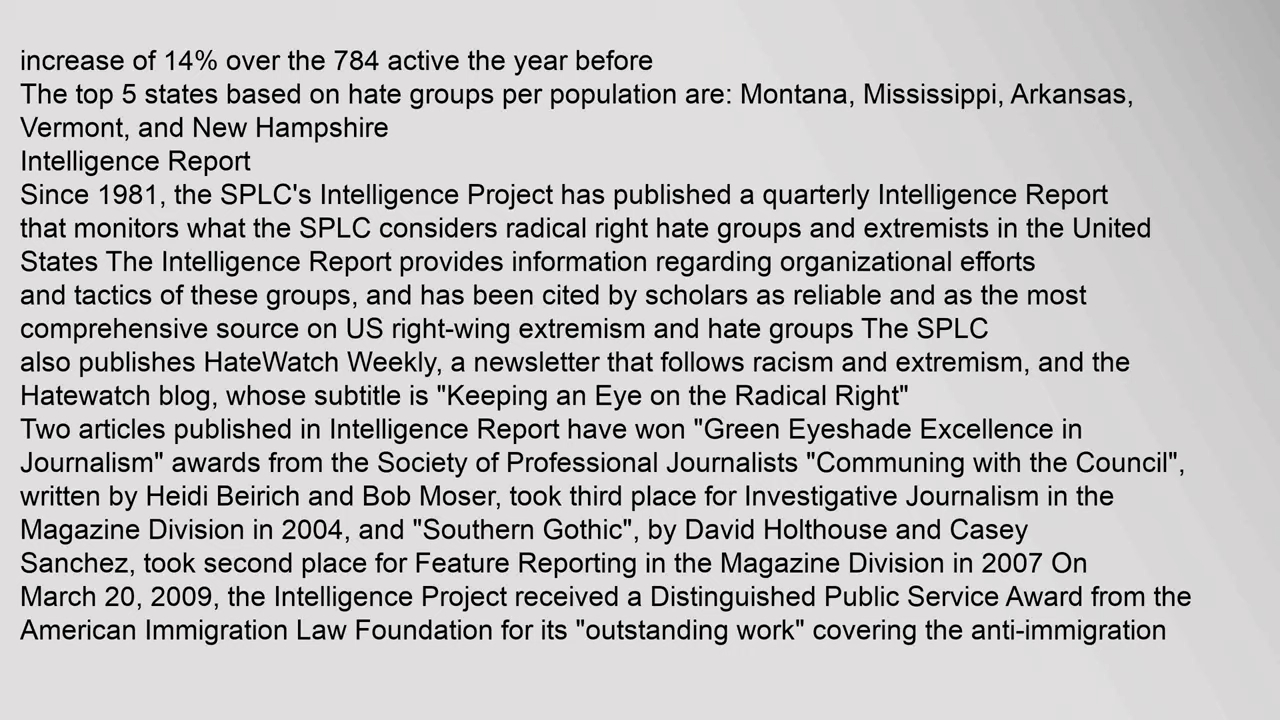 increase of 14% over the 784 active the year before
The top 5 states based on hate groups per population are: Montana, Mississippi, Arkansas,
Vermont, and New Hampshire
Intelligence Report
Since 1981, the SPLC's Intelligence Project has published a quarterly Intelligence Report
that monitors what the SPLC considers radical right hate groups and extremists in the United
States The Intelligence Report provides information regarding organizational efforts
and tactics of these groups, and has been cited by scholars as reliable and as the most
comprehensive source on US right-wing extremism and hate groups The SPLC
also publishes HateWatch Weekly, a newsletter that follows racism and extremism, and the
Hatewatch blog, whose subtitle is "Keeping an Eye on the Radical Right"
Two articles published in Intelligence Report have won "Green Eyeshade Excellence in
Journalism" awards from the Society of Professional Journalists "Communing with the Council",
written by Heidi Beirich and Bob Moser, took third place for Investigative Journalism in the
Magazine Division in 2004, and "Southern Gothic", by David Holthouse and Casey
Sanchez, took second place for Feature Reporting in the Magazine Division in 2007 On
March 20, 2009, the Intelligence Project received a Distinguished Public Service Award from the
American Immigration Law Foundation for its "outstanding work" covering the anti-immigration